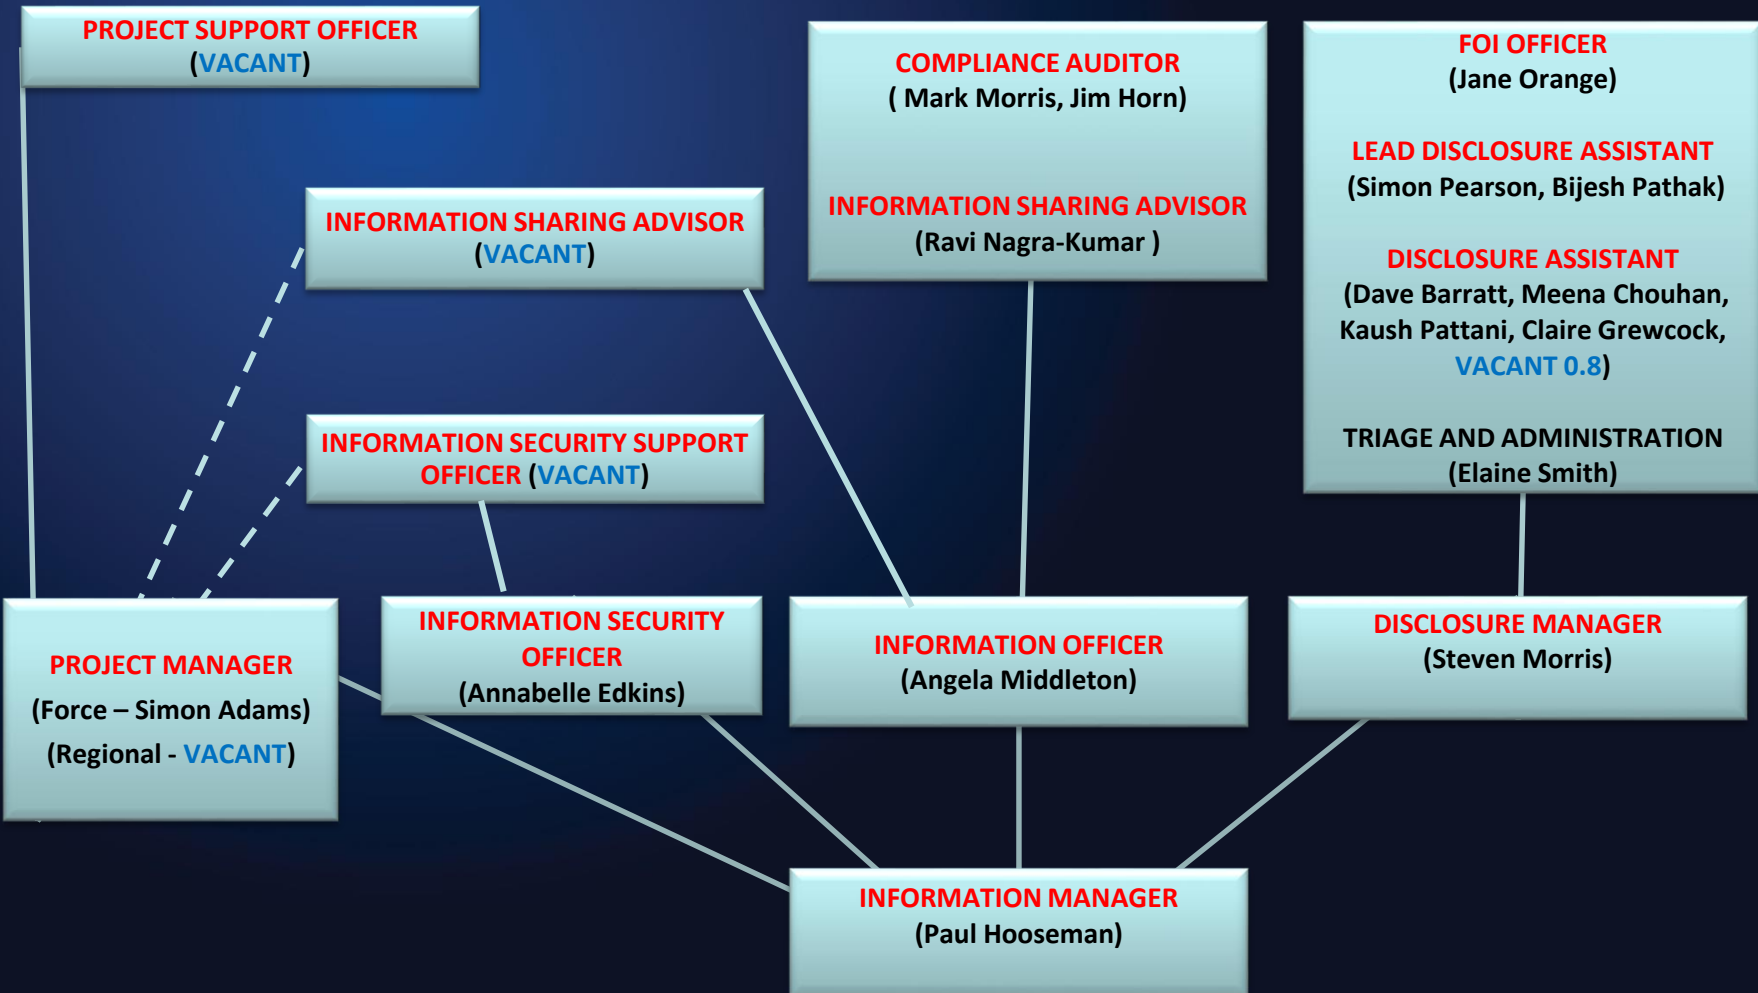 PROJECT SUPPORT OFFICER
(VACANT)
COMPLIANCE AUDITOR
( Mark Morris, Jim Horn)
INFORMATION SHARING ADVISOR
(Ravi Nagra-Kumar )
FOI OFFICER
(Jane Orange)
LEAD DISCLOSURE ASSISTANT
(Simon Pearson, Bijesh Pathak)
DISCLOSURE ASSISTANT
(Dave Barratt, Meena Chouhan,
Kaush Pattani, Claire Grewcock,
VACANT 0.8)
TRIAGE AND ADMINISTRATION
(Elaine Smith)
INFORMATION SHARING ADVISOR
(VACANT)
INFORMATION SECURITY SUPPORT
OFFICER (VACANT)
PROJECT MANAGER
(Force – Simon Adams)
(Regional - VACANT)
INFORMATION SECURITY
OFFICER
(Annabelle Edkins)
INFORMATION OFFICER
(Angela Middleton)
DISCLOSURE MANAGER
(Steven Morris)
INFORMATION MANAGER
(Paul Hooseman)